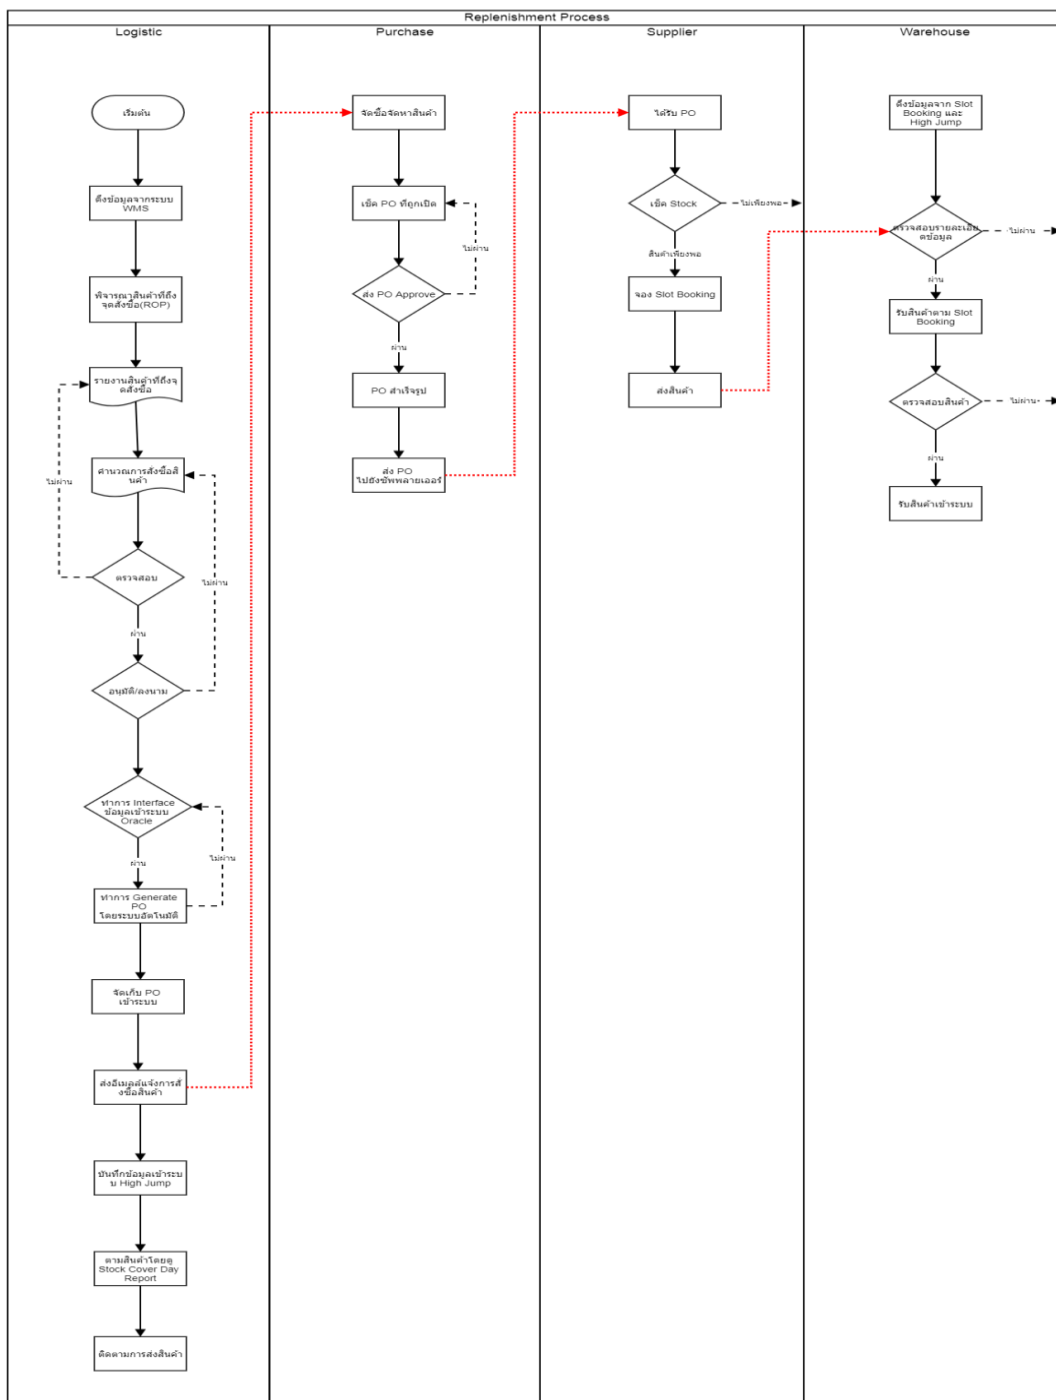 Replenishment Process
Logistic
Purchase
Supplier
Warehouse
เริ่มต้น
ดึงข้อมูลจากระบบ
WMS
พิจารณาสินค้าที่ถึง
จุดสั่งซื้อ(ROP)
รายงานสินค้าที่ถึงจุ
ดสั่งซื้อ
คำนวณการสั่งซื้อสิ
นค้า
ไม่ผ่าน
ตรวจสอบ
ไม่ผ่าน
ผ่าน
อนุมัติ/ลงนาม
ทำการ Interface
ข้อมูลเข้าระบบ
Oracle
ไม่ผ่าน
ผ่าน
ทำการ Generate
PO
โดยระบบอัตโนมัติ
จัดเก็บ PO
เข้าระบบ
ส่งอีเมลล์แจ้งการสั
่งซื้อสินค้า
บันทึกข้อมูลเข้าระบ
บ High Jump
ตามสินค้าโดยดู
Stock Cover Day
Report
ติดตามการส่งสินค้า
จัดซื้อจัดหาสินค้า
เช็ค PO ที่ถูกเปิด
ไม่ผ่าน
ส่ง PO Approve
ผ่าน
PO สำเร็จรูป
ส่ง PO
ไปยังซัพพลายเออร์
ได้รับ PO
เช็ค Stock
ไม่เพียงพอ
สินค้าเพียงพอ
จอง Slot Booking
ส่งสินค้า
ดึงข้อมูลจาก Slot
Booking และ
High Jump
ตรวจสอบรายละเอีย
ดข้อมูล
ไม่ผ่าน
ผ่าน
รับสินค้าตาม Slot
Booking
ตรวจสอบสินค้า
ไม่ผ่าน
ผ่าน
รับสินค้าเข้าระบบ